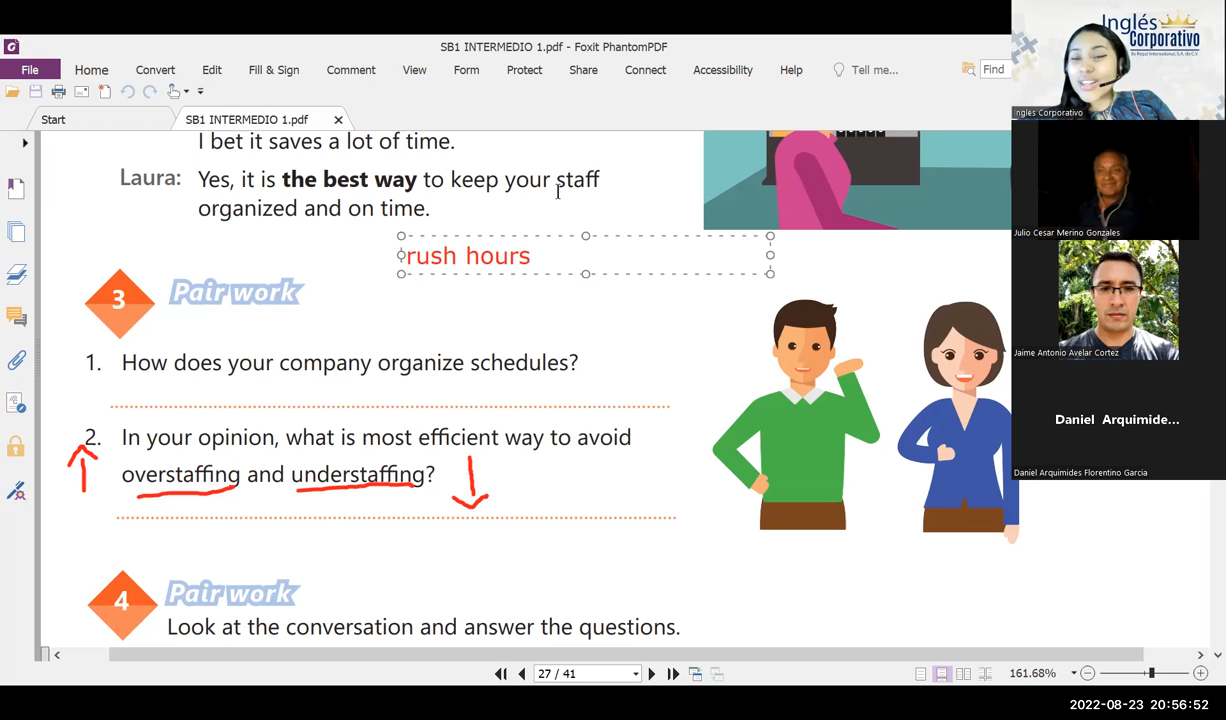 SB1 INTERMEDIO 1.pdf - Foxit PhantomPDF
File Home Convert Edit Fill & Sign Comment View Form Protect Share Connect Accessibility Help Tell me... Find
Start SB1 INTERMEDIO 1.pdf
I bet it saves a lot of time.
Laura: Yes, it is the best way to keep your staff
organized and on time.
rush hours
3 Pair work
1. How does your company organize schedules?
2. In your opinion, what is most efficient way to avoid
overstaffing and understaffing?
4 Pair work
Look at the conversation and answer the questions.
27 / 41
161.68%
Inglés
Corporativo
By Regal International, S.A. de C.V.
Inglés Corporativo
Julio Cesar Merino Gonzales
Jaime Antonio Avelar Cortez
Daniel Arquimide...
Daniel Arquimides Florentino Garcia
2022-08-23 20:56:52